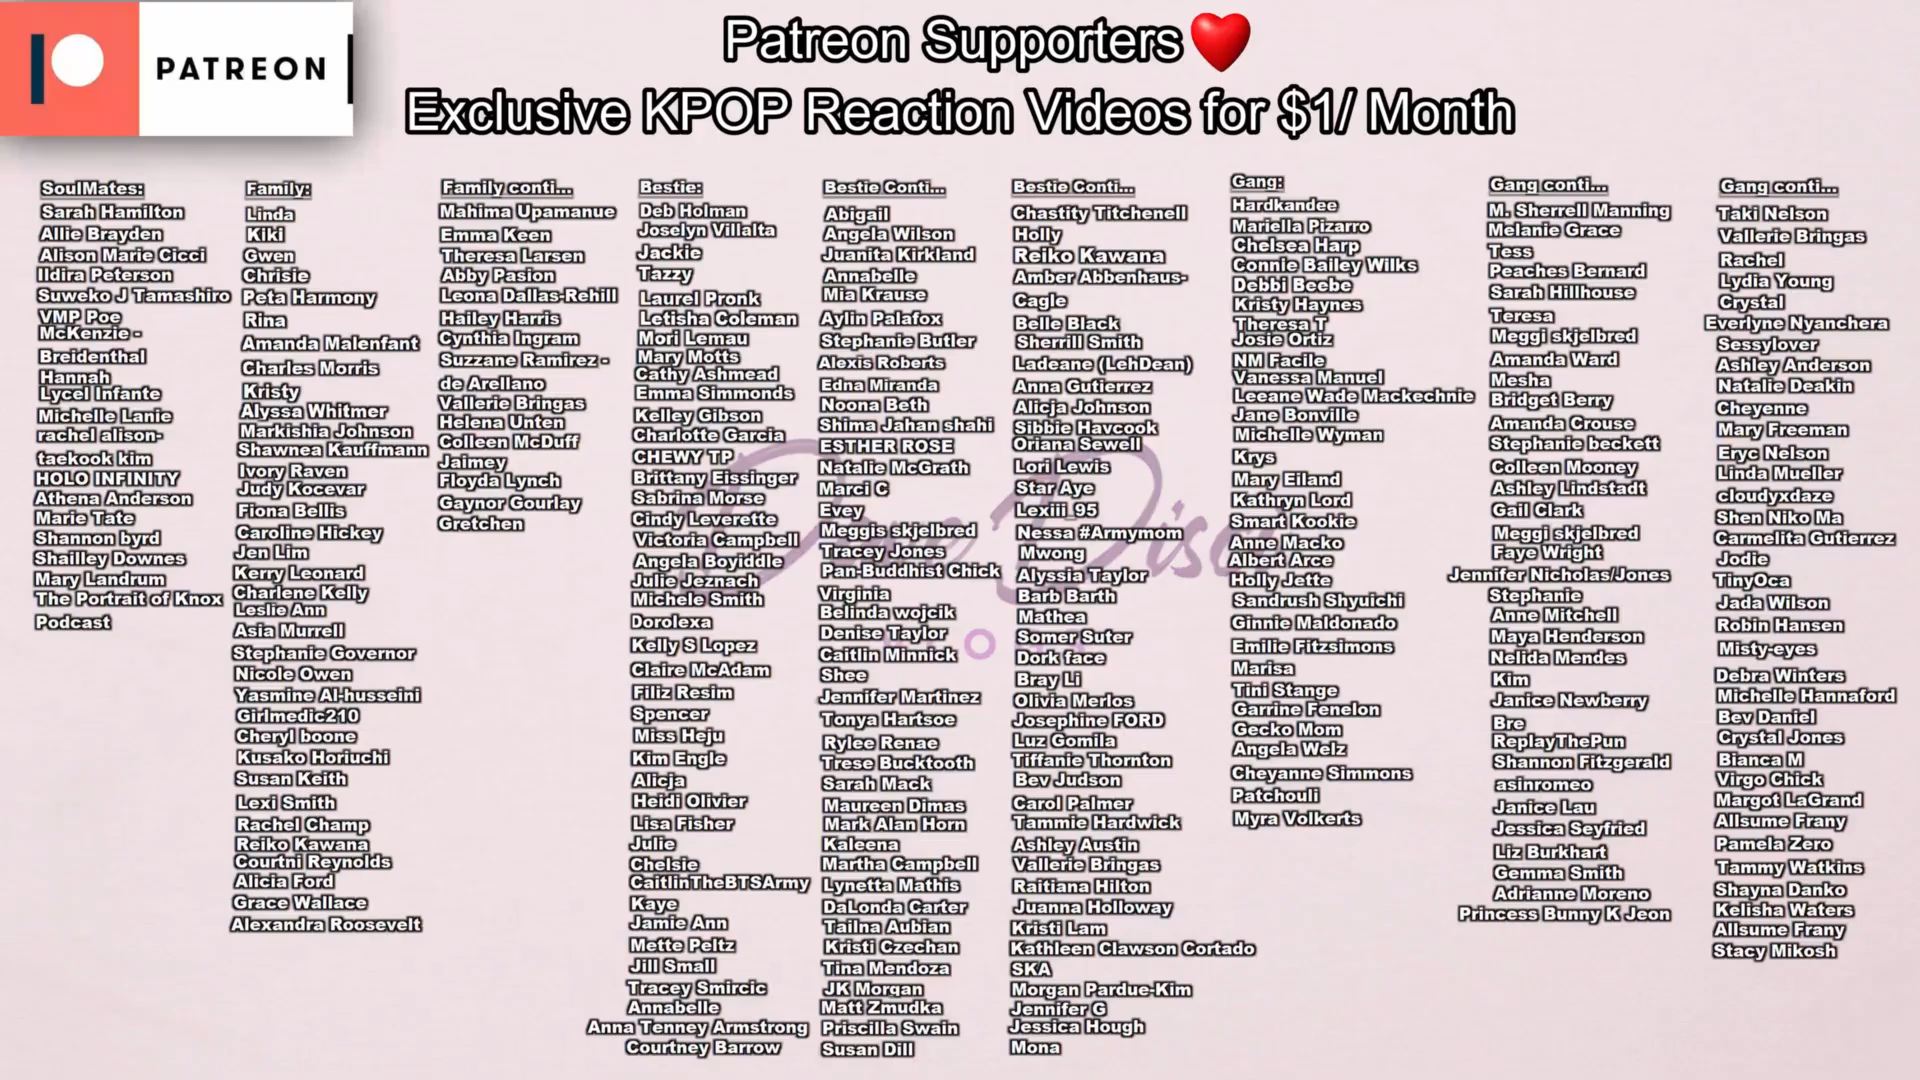 PATREON
Patreon Supporters
Exclusive KPOP Reaction Videos for $1/ Month
SoulMates:
Sarah Hamilton
Allie Brayden
Alison Marie Cicci
Ildira Peterson
Suweko J Tamashiro
VMP Poe
McKenzie -
Breidenthal
Hannah
Lycel Infante
Michelle Lanie
rachel alison-
taekook kim
HOLO INFINITY
Athena Anderson
Marie Tate
Shannon byrd
Shailley Downes
Mary Landrum
The Portrait of Knox
Podcast
Family:
Linda
Kiki
Gwen
Chrisie
Peta Harmony
Rina
Amanda Malenfant
Charles Morris
Kristy
Alyssa Whitmer
Markishia Johnson
Shawnea Kauffmann
Ivory Raven
Judy Kocevar
Fiona Bellis
Caroline Hickey
Jen Lim
Kerry Leonard
Charlene Kelly
Leslie Ann
Asia Murrell
Stephanie Governor
Nicole Owen
Yasmine Al-husseini
Girlmedic210
Cheryl boone
Kusako Horiuchi
Susan Keith
Lexi Smith
Rachel Champ
Reiko Kawana
Courtni Reynolds
Alicia Ford
Grace Wallace
Alexandra Roosevelt
Family conti...
Mahima Upamanue
Emma Keen
Theresa Larsen
Abby Pasion
Leona Dallas-Rehill
Hailey Harris
Cynthia Ingram
Suzzane Ramirez -
de Arellano
Vallerie Bringas
Helena Unten
Colleen McDuff
Jaimey
Floyda Lynch
Gaynor Gourlay
Gretchen
Bestie:
Deb Holman
Joselyn Villalta
Jackie
Tazzy
Laurel Pronk
Letisha Coleman
Mori Lemau
Mary Motts
Cathy Ashmead
Emma Simmonds
Kelley Gibson
Charlotte Garcia
CHEWY TP
Brittany Eissinger
Sabrina Morse
Cindy Leverette
Victoria Campbell
Angela Boyiddle
Julie Jeznach
Michele Smith
Dorolexa
Kelly S Lopez
Claire McAdam
Filiz Resim
Spencer
Miss Heju
Kim Engle
Alicja
Heidi Olivier
Lisa Fisher
Julie
Chelsie
CaitlinTheBTSArmy
Kaye
Jamie Ann
Mette Peltz
Jill Small
Tracey Smircic
Annabelle
Anna Tenney Armstrong
Courtney Barrow
Bestie Conti...
Abigail
Angela Wilson
Juanita Kirkland
Annabelle
Mia Krause
Aylin Palafox
Stephanie Butler
Alexis Roberts
Edna Miranda
Noona Beth
Shima Jahan shahi
ESTHER ROSE
Natalie McGrath
Marci C
Evey
Meggis skjelbred
Tracey Jones
Pan-Buddhist Chick
Virginia
Belinda wojcik
Denise Taylor
Caitlin Minnick
Shee
Jennifer Martinez
Tonya Hartsoe
Rylee Renae
Trese Bucktooth
Sarah Mack
Maureen Dimas
Mark Alan Horn
Kaleena
Martha Campbell
Lynetta Mathis
DaLonda Carter
Tailna Aubian
Kristi Czechan
Tina Mendoza
JK Morgan
Matt Zmudka
Priscilla Swain
Susan Dill
Bestie Conti...
Chastity Titchenell
Holly
Reiko Kawana
Amber Abbenhaus-
Cagle
Belle Black
Sherrill Smith
Ladeane (LehDean)
Anna Gutierrez
Alicja Johnson
Sibbie Havcook
Oriana Sewell
Lori Lewis
Star Aye
Lexiii_95
Nessa #Armymom
Mwong
Alyssia Taylor
Barb Barth
Mathea
Somer Suter
Dork face
Bray Li
Olivia Merlos
Josephine FORD
Luz Gomila
Tiffanie Thornton
Bev Judson
Carol Palmer
Tammie Hardwick
Ashley Austin
Vallerie Bringas
Raitiana Hilton
Juanna Holloway
Kristi Lam
Kathleen Clawson Cortado
SKA
Morgan Pardue-Kim
Jennifer G
Jessica Hough
Mona
Gang:
Hardkandee
Mariella Pizarro
Chelsea Harp
Connie Bailey Wilks
Debbi Beebe
Kristy Haynes
Theresa T
Josie Ortiz
NM Facile
Vanessa Manuel
Leeane Wade Mackechnie
Jane Bonville
Michelle Wyman
Krys
Mary Eiland
Kathryn Lord
Smart Kookie
Anne Macko
Albert Arce
Holly Jette
Sandrush Shyuichi
Ginnie Maldonado
Emilie Fitzsimons
Marisa
Tini Stange
Garrine Fenelon
Gecko Mom
Angela Welz
Cheyanne Simmons
Patchouli
Myra Volkerts
Gang conti...
M. Sherrell Manning
Melanie Grace
Tess
Peaches Bernard
Sarah Hillhouse
Teresa
Meggi skjelbred
Amanda Ward
Mesha
Bridget Berry
Amanda Crouse
Stephanie beckett
Colleen Mooney
Ashley Lindstadt
Gail Clark
Meggi skjelbred
Faye Wright
Jennifer Nicholas/Jones
Stephanie
Anne Mitchell
Maya Henderson
Nelida Mendes
Kim
Janice Newberry
Bre
ReplayThePun
Shannon Fitzgerald
asinromeo
Janice Lau
Jessica Seyfried
Liz Burkhart
Gemma Smith
Adrianne Moreno
Princess Bunny K Jeon
Gang conti...
Taki Nelson
Vallerie Bringas
Rachel
Lydia Young
Crystal
Everlyne Nyanchera
Sessylover
Ashley Anderson
Natalie Deakin
Cheyenne
Mary Freeman
Eryc Nelson
Linda Mueller
cloudyxdaze
Shen Niko Ma
Carmelita Gutierrez
Jodie
TinyOca
Jada Wilson
Robin Hansen
Misty-eyes
Debra Winters
Michelle Hannaford
Bev Daniel
Crystal Jones
Bianca M
Virgo Chick
Margot LaGrand
Allsume Frany
Pamela Zero
Tammy Watkins
Shayna Danko
Kelisha Waters
Allsume Frany
Stacy Mikosh